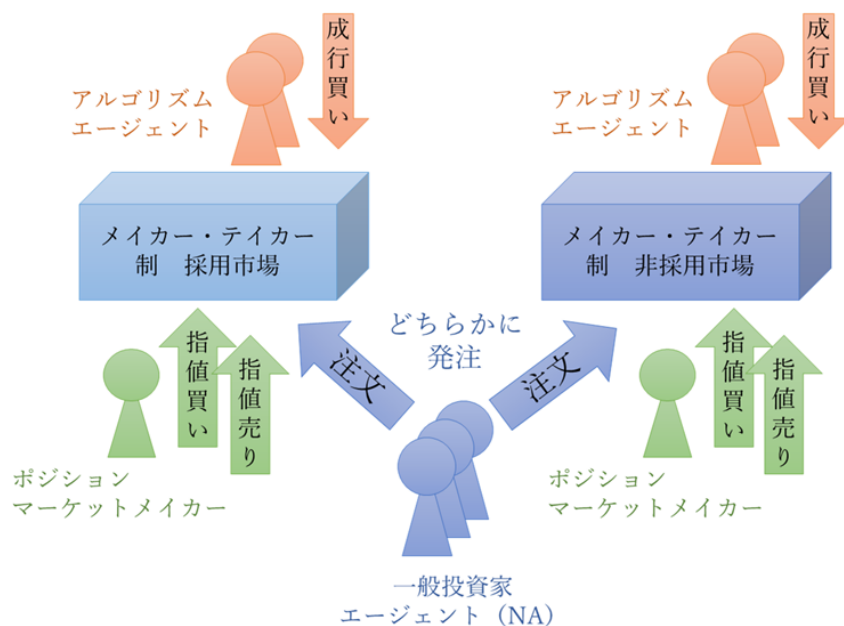 成行買い
アルゴリズム
エージェント
メイカー・テイカー
制　採用市場
指値買い
指値売り
ポジション
マーケットメイカー
どちらかに
発注
注文
注文
一般投資家
エージェント（NA）
成行買い
アルゴリズム
エージェント
メイカー・テイカー
制　非採用市場
指値買い
指値売り
ポジション
マーケットメイカー